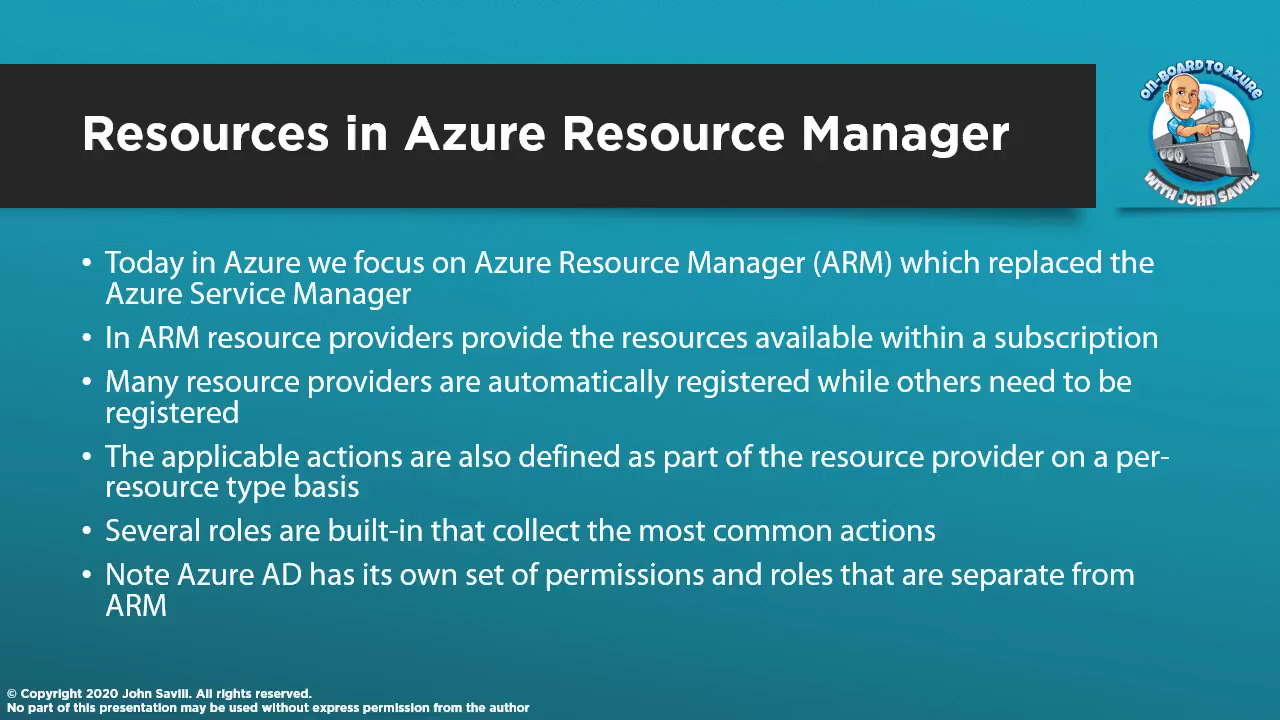 Resources in Azure Resource Manager
ON-BOARD TO AZURE
WITH JOHN SAVILL
• Today in Azure we focus on Azure Resource Manager (ARM) which replaced the
Azure Service Manager
• In ARM resource providers provide the resources available within a subscription
• Many resource providers are automatically registered while others need to be
registered
• The applicable actions are also defined as part of the resource provider on a per-
resource type basis
• Several roles are built-in that collect the most common actions
• Note Azure AD has its own set of permissions and roles that are separate from
ARM
© Copyright 2020 John Savill. All rights reserved.
No part of this presentation may be used without express permission from the author